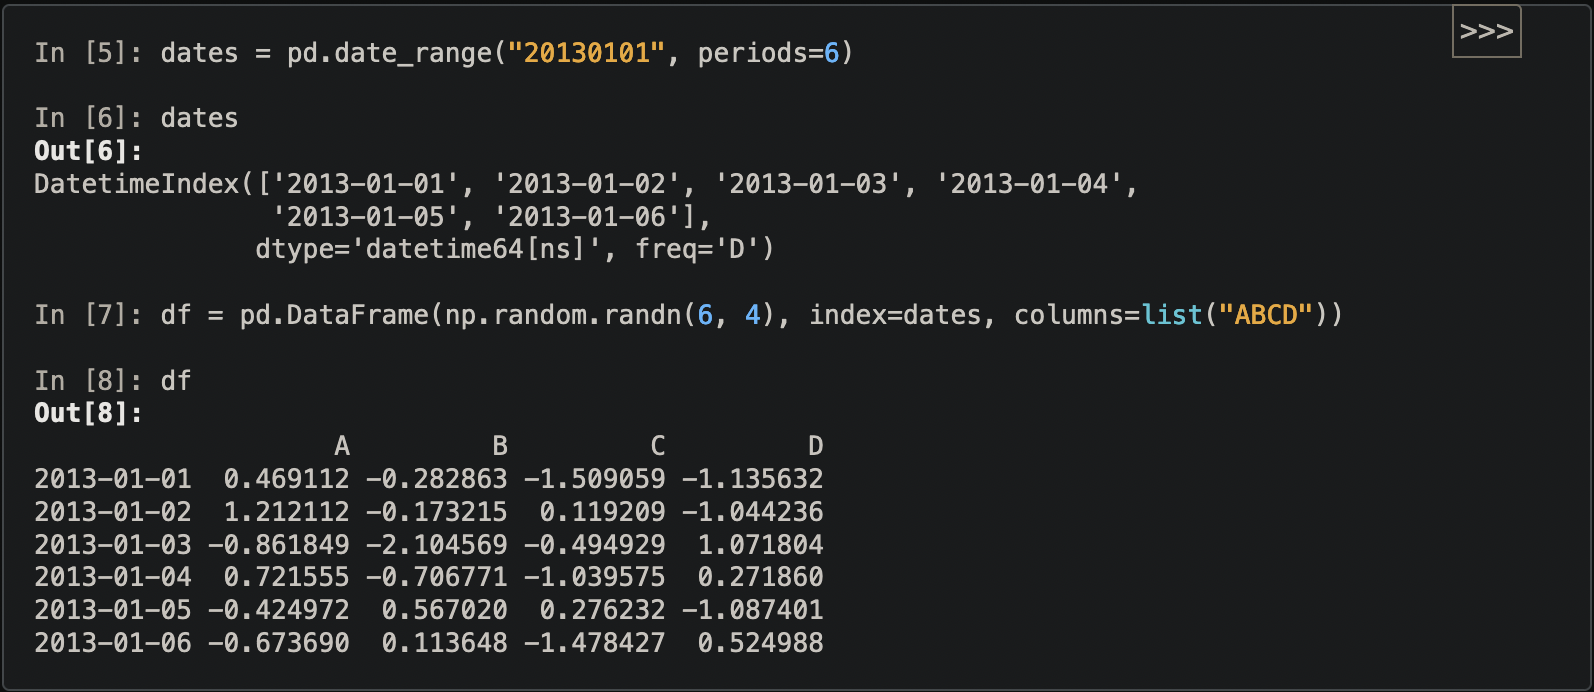 >>>
In [5]: dates = pd.date_range("20130101", periods=6)
In [6]: dates
Out[6]:
DatetimeIndex(['2013-01-01', '2013-01-02', '2013-01-03', '2013-01-04',
               '2013-01-05', '2013-01-06'],
              dtype='datetime64[ns]', freq='D')
In [7]: df = pd.DataFrame(np.random.randn(6, 4), index=dates, columns=list("ABCD"))
In [8]: df
Out[8]:
                   A         B         C         D
2013-01-01  0.469112 -0.282863 -1.509059 -1.135632
2013-01-02  1.212112 -0.173215  0.119209 -1.044236
2013-01-03 -0.861849 -2.104569 -0.494929  1.071804
2013-01-04  0.721555 -0.706771 -1.039575  0.271860
2013-01-05 -0.424972  0.567020  0.276232 -1.087401
2013-01-06 -0.673690  0.113648 -1.478427  0.524988